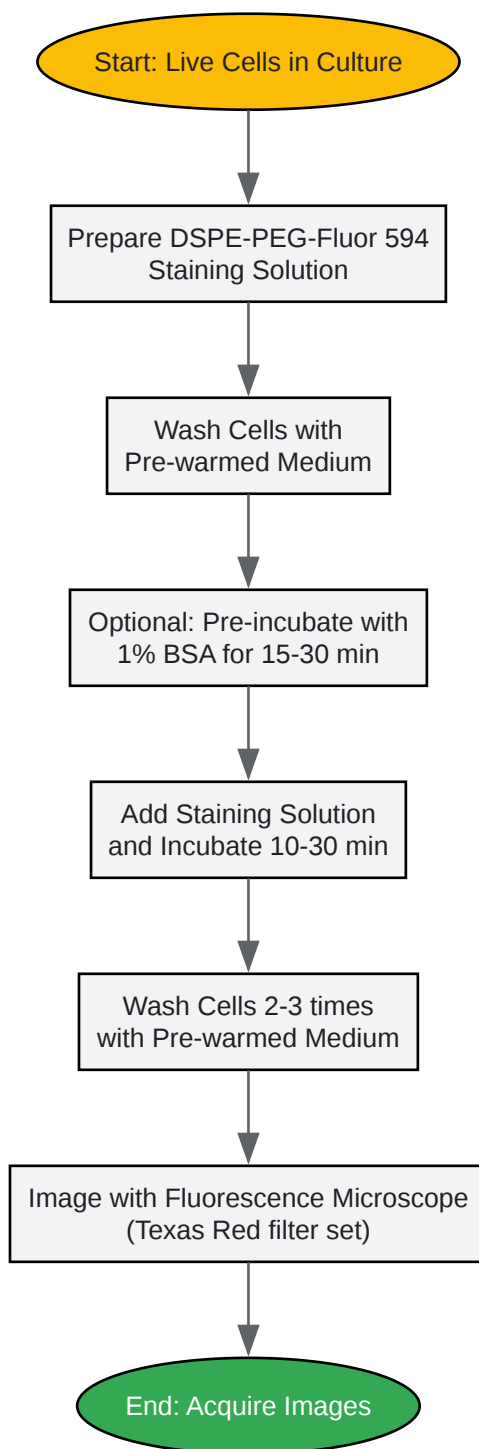 Start: Live Cells in Culture
Prepare DSPE-PEG-Fluor 594
Staining Solution
Wash Cells with
Pre-warmed Medium
Optional: Pre-incubate with
1% BSA for 15-30 min
Add Staining Solution
and Incubate 10-30 min
Wash Cells 2-3 times
with Pre-warmed Medium
Image with Fluorescence Microscope
(Texas Red filter set)
End: Acquire Images